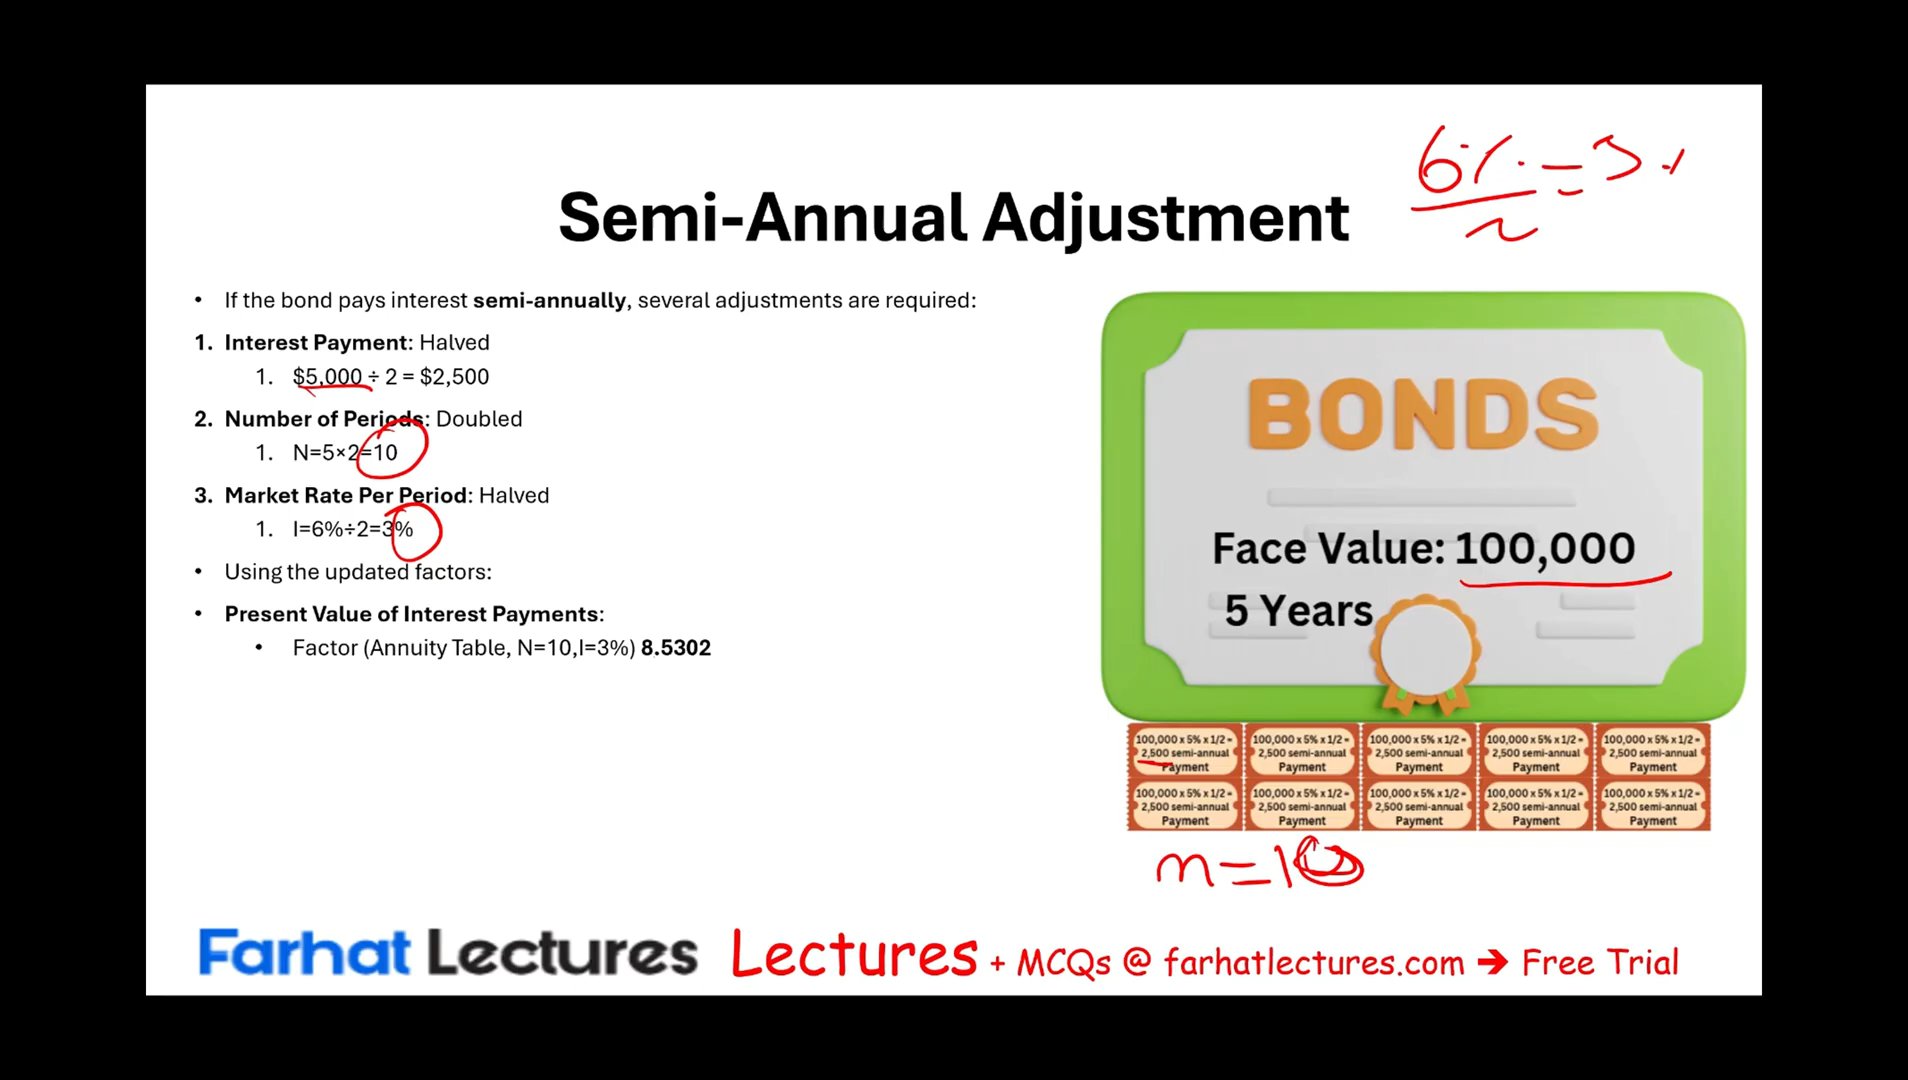 6% = 3 %
2
Semi-Annual Adjustment
• If the bond pays interest semi-annually, several adjustments are required:
1. Interest Payment: Halved
1. $5,000 ÷ 2 = $2,500
2. Number of Periods: Doubled
1. N=5×2=10
3. Market Rate Per Period: Halved
1. I=6%÷2=3%
• Using the updated factors:
• Present Value of Interest Payments:
• Factor (Annuity Table, N=10,I=3%) 8.5302
BONDS
Face Value: 100,000
5 Years
100,000 x 5% x 1/2 = 100,000 x 5% x 1/2 = 100,000 x 5% x 1/2 = 100,000 x 5% x 1/2 = 100,000 x 5% x 1/2 =
2,500 semi-annual 2,500 semi-annual 2,500 semi-annual 2,500 semi-annual 2,500 semi-annual
Payment Payment Payment Payment Payment
100,000 x 5% x 1/2 = 100,000 x 5% x 1/2 = 100,000 x 5% x 1/2 = 100,000 x 5% x 1/2 = 100,000 x 5% x 1/2 =
2,500 semi-annual 2,500 semi-annual 2,500 semi-annual 2,500 semi-annual 2,500 semi-annual
Payment Payment Payment Payment Payment
n=10
Farhat Lectures Lectures + MCQs @ farhatlectures.com → Free Trial